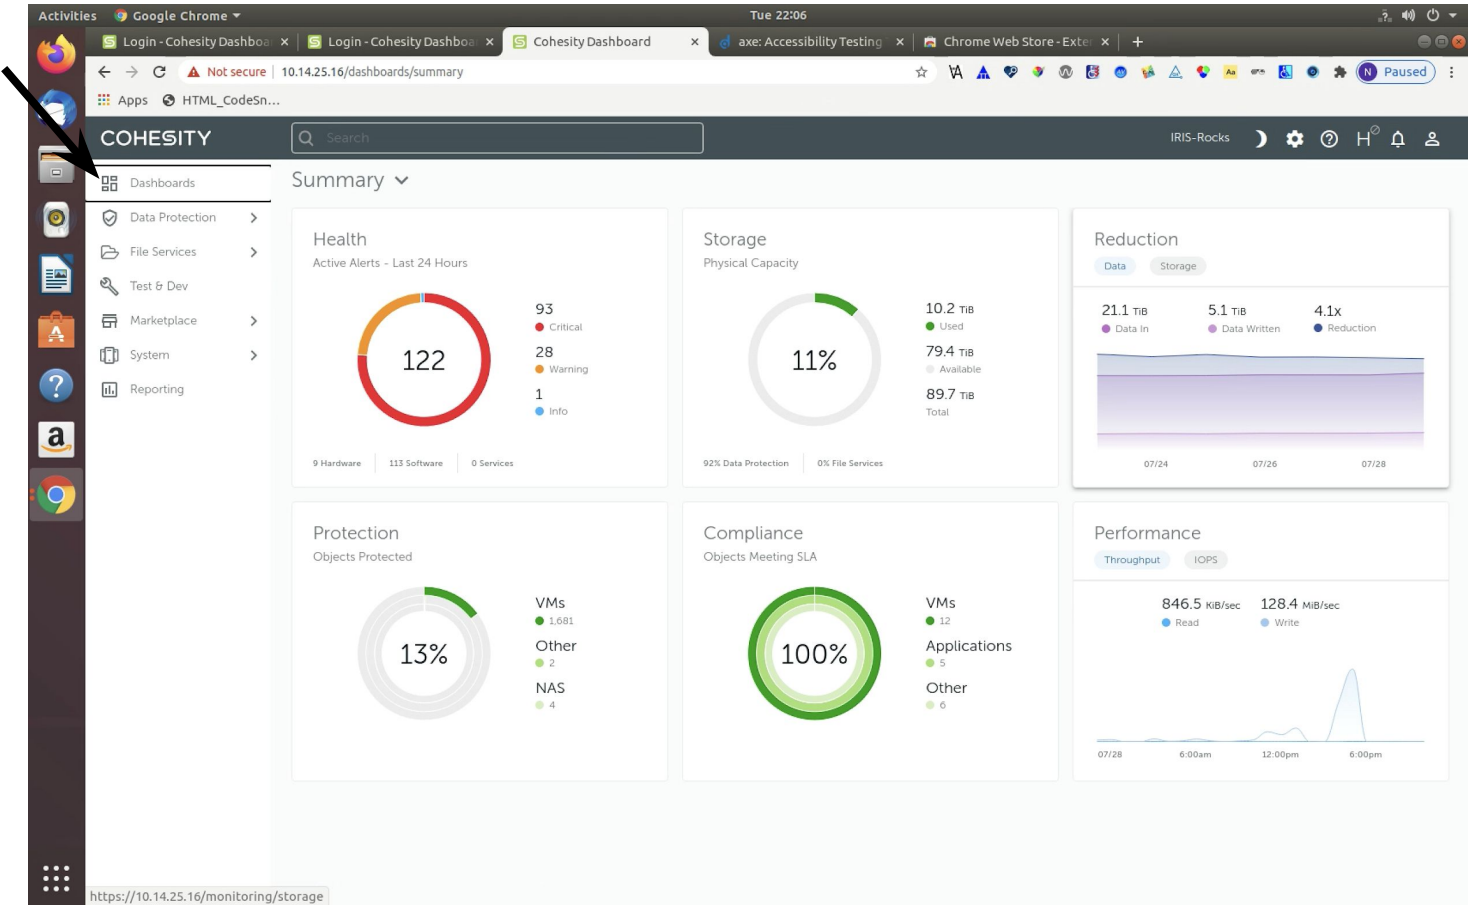 Activities Google Chrome Tue 22:06
Login - Cohesity Dashboa × Login - Cohesity Dashboa × Cohesity Dashboard × axe: Accessibility Testing × Chrome Web Store - Exte × +
Not secure 10.14.25.16/dashboards/summary N Paused
Apps HTML_CodeSn...
COHESITY Search IRIS-Rocks
Dashboards
Data Protection
File Services
Test & Dev
Marketplace
System
Reporting
Summary
Health
Active Alerts - Last 24 Hours
122
93
Critical
28
Warning
1
Info
9 Hardware 113 Software 0 Services
Storage
Physical Capacity
11%
10.2 TiB
Used
79.4 TiB
Available
89.7 TiB
Total
92% Data Protection 0% File Services
Reduction
Data Storage
21.1 TiB 5.1 TiB 4.1x
Data In Data Written Reduction
07/24 07/26 07/28
Protection
Objects Protected
13%
VMs
1,681
Other
2
NAS
4
Compliance
Objects Meeting SLA
100%
VMs
12
Applications
5
Other
6
Performance
Throughput IOPS
846.5 KiB/sec 128.4 MiB/sec
Read Write
07/28 6:00am 12:00pm 6:00pm
https://10.14.25.16/monitoring/storage